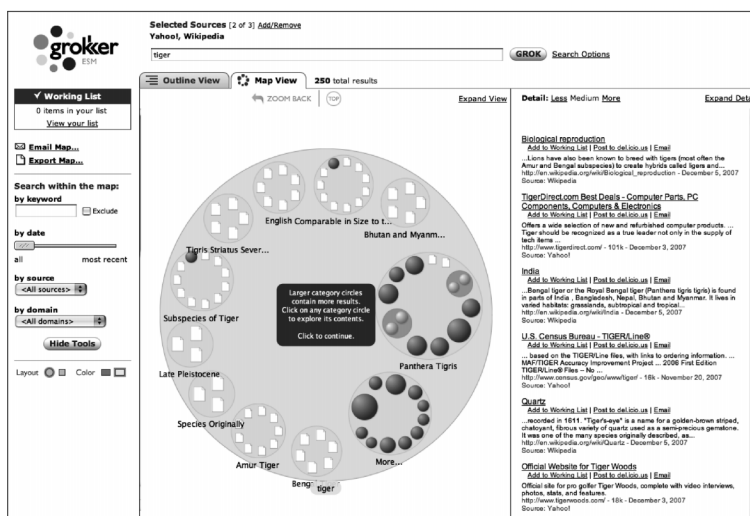 grokker
ESM
Selected Sources [2 of 3] Add/Remove
Yahoo!, Wikipedia
tiger
GROK
Search Options
Outline View
Map View
250 total results
ZOOM BACK
TOP
Expand View
✓ Working List
0 items in your list
View your list
Email Map...
Export Map...
Search within the map:
by keyword
Exclude
by date
all most recent
by source
<All sources>
by domain
<All domains>
Hide Tools
Layout Color
English Comparable in Size to t...
Bhutan and Myanm...
Tigris Striatus Sever...
Subspecies of Tiger
Late Pleistocene
Species Originally
Amur Tiger
tiger
More...
Panthera Tigris
Larger category circles
contain more results.
Click on any category circle
to explore its contents.
Click to continue.
Detail: Less Medium More
Biological reproduction
Add to Working List | Post to del.icio.us | Email
...Lions have also been known to breed with tigers (most often the
Amur and Bengal subspecies) to create hybrids called ligers and...
http://en.wikipedia.org/wiki/Biological_reproduction - December 5, 2007
Source: Wikipedia
TigerDirect.com Best Deals - Computer Parts, PC
Components, Computers & Electronics
Add to Working List | Post to del.icio.us | Email
Offers a wide selection of new and refurbished computer products. ...
Tiger should be recognized as a true leader not only in the supply of
tech items ...
http://www.tigerdirect.com/ - 101k - December 3, 2007
Source: Yahoo!
India
Add to Working List | Post to del.icio.us | Email
...Bengal tiger or the Royal Bengal tiger (Panthera tigris tigris) is found
in parts of India , Bangladesh, Nepal, Bhutan and Myanmar. It lives in
varied habitats: grasslands, subtropical and tropical...
http://en.wikipedia.org/wiki/India - December 5, 2007
Source: Wikipedia
U.S. Census Bureau - TIGER/Line®
Add to Working List | Post to del.icio.us | Email
... based on the TIGER/Line files, with links to ordering information. ...
MAF/TIGER Accuracy Improvement Project ... 2006 First Edition
TIGER/Line® Files -- No ...
http://www.census.gov/geo/www/tiger/ - 16k - November 20, 2007
Source: Yahoo!
Quartz
Add to Working List | Post to del.icio.us | Email
...recorded in 1611. "Tiger's-eye" is a name for a golden-brown striped,
chatoyant, fibrous variety of quartz used as a semi-precious gemstone.
It was one of the many species originally described, as...
http://en.wikipedia.org/wiki/Quartz - December 5, 2007
Source: Wikipedia
Official Website for Tiger Woods
Add to Working List | Post to del.icio.us | Email
Official site for pro golfer Tiger Woods, complete with video interviews,
photos, stats, and features.
http://www.tigerwoods.com/ - 18k - December 3, 2007
Source: Yahoo!